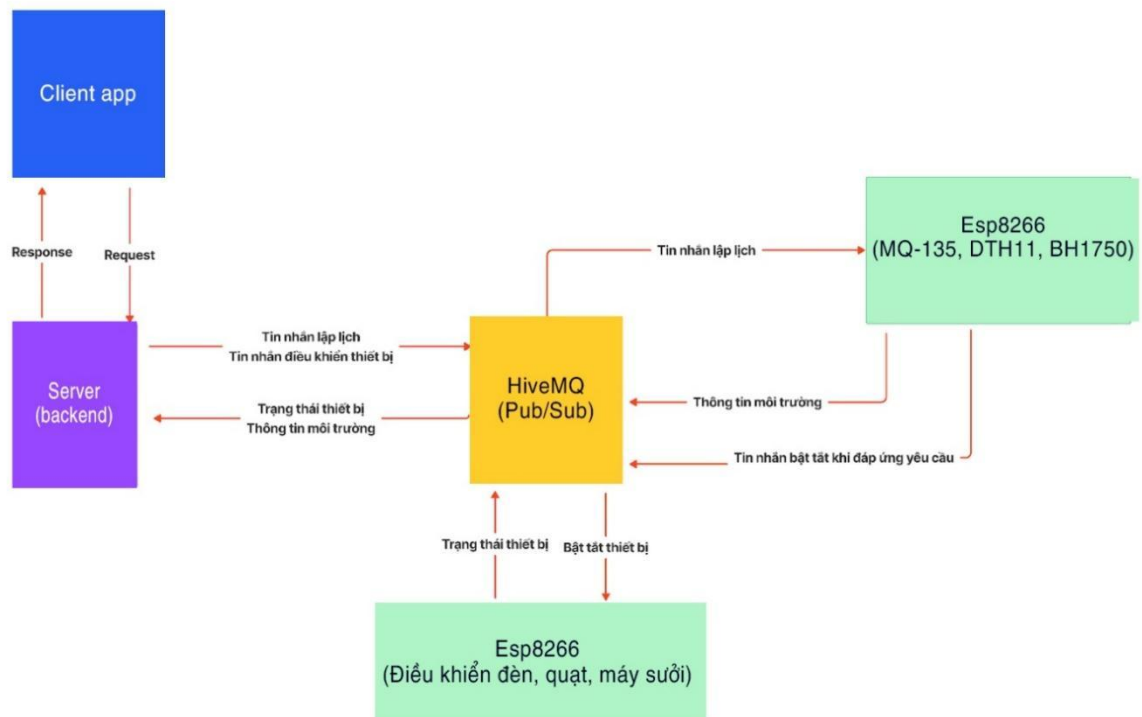 Client app
Response
Request
Server
(backend)
Tin nhắn lập lịch
Tin nhắn điều khiển thiết bị
Trạng thái thiết bị
Thông tin môi trường
HiveMQ
(Pub/Sub)
Tin nhắn lập lịch
Esp8266
(MQ-135, DTH11, BH1750)
Thông tin môi trường
Tin nhắn bật tắt khi đáp ứng yêu cầu
Trạng thái thiết bị
Bật tắt thiết bị
Esp8266
(Điều khiển đèn, quạt, máy sưởi)